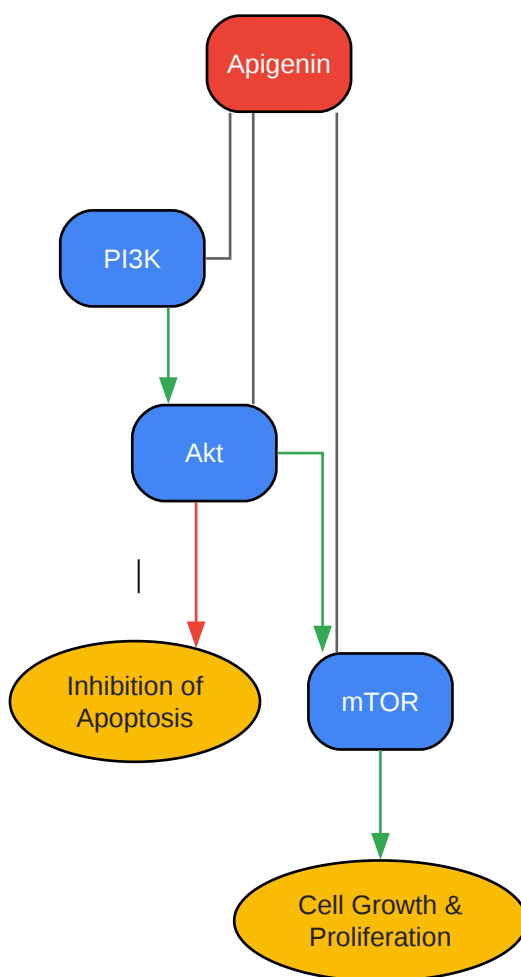 Apigenin
PI3K
Akt
Inhibition of
Apoptosis
mTOR
Cell Growth &
Proliferation